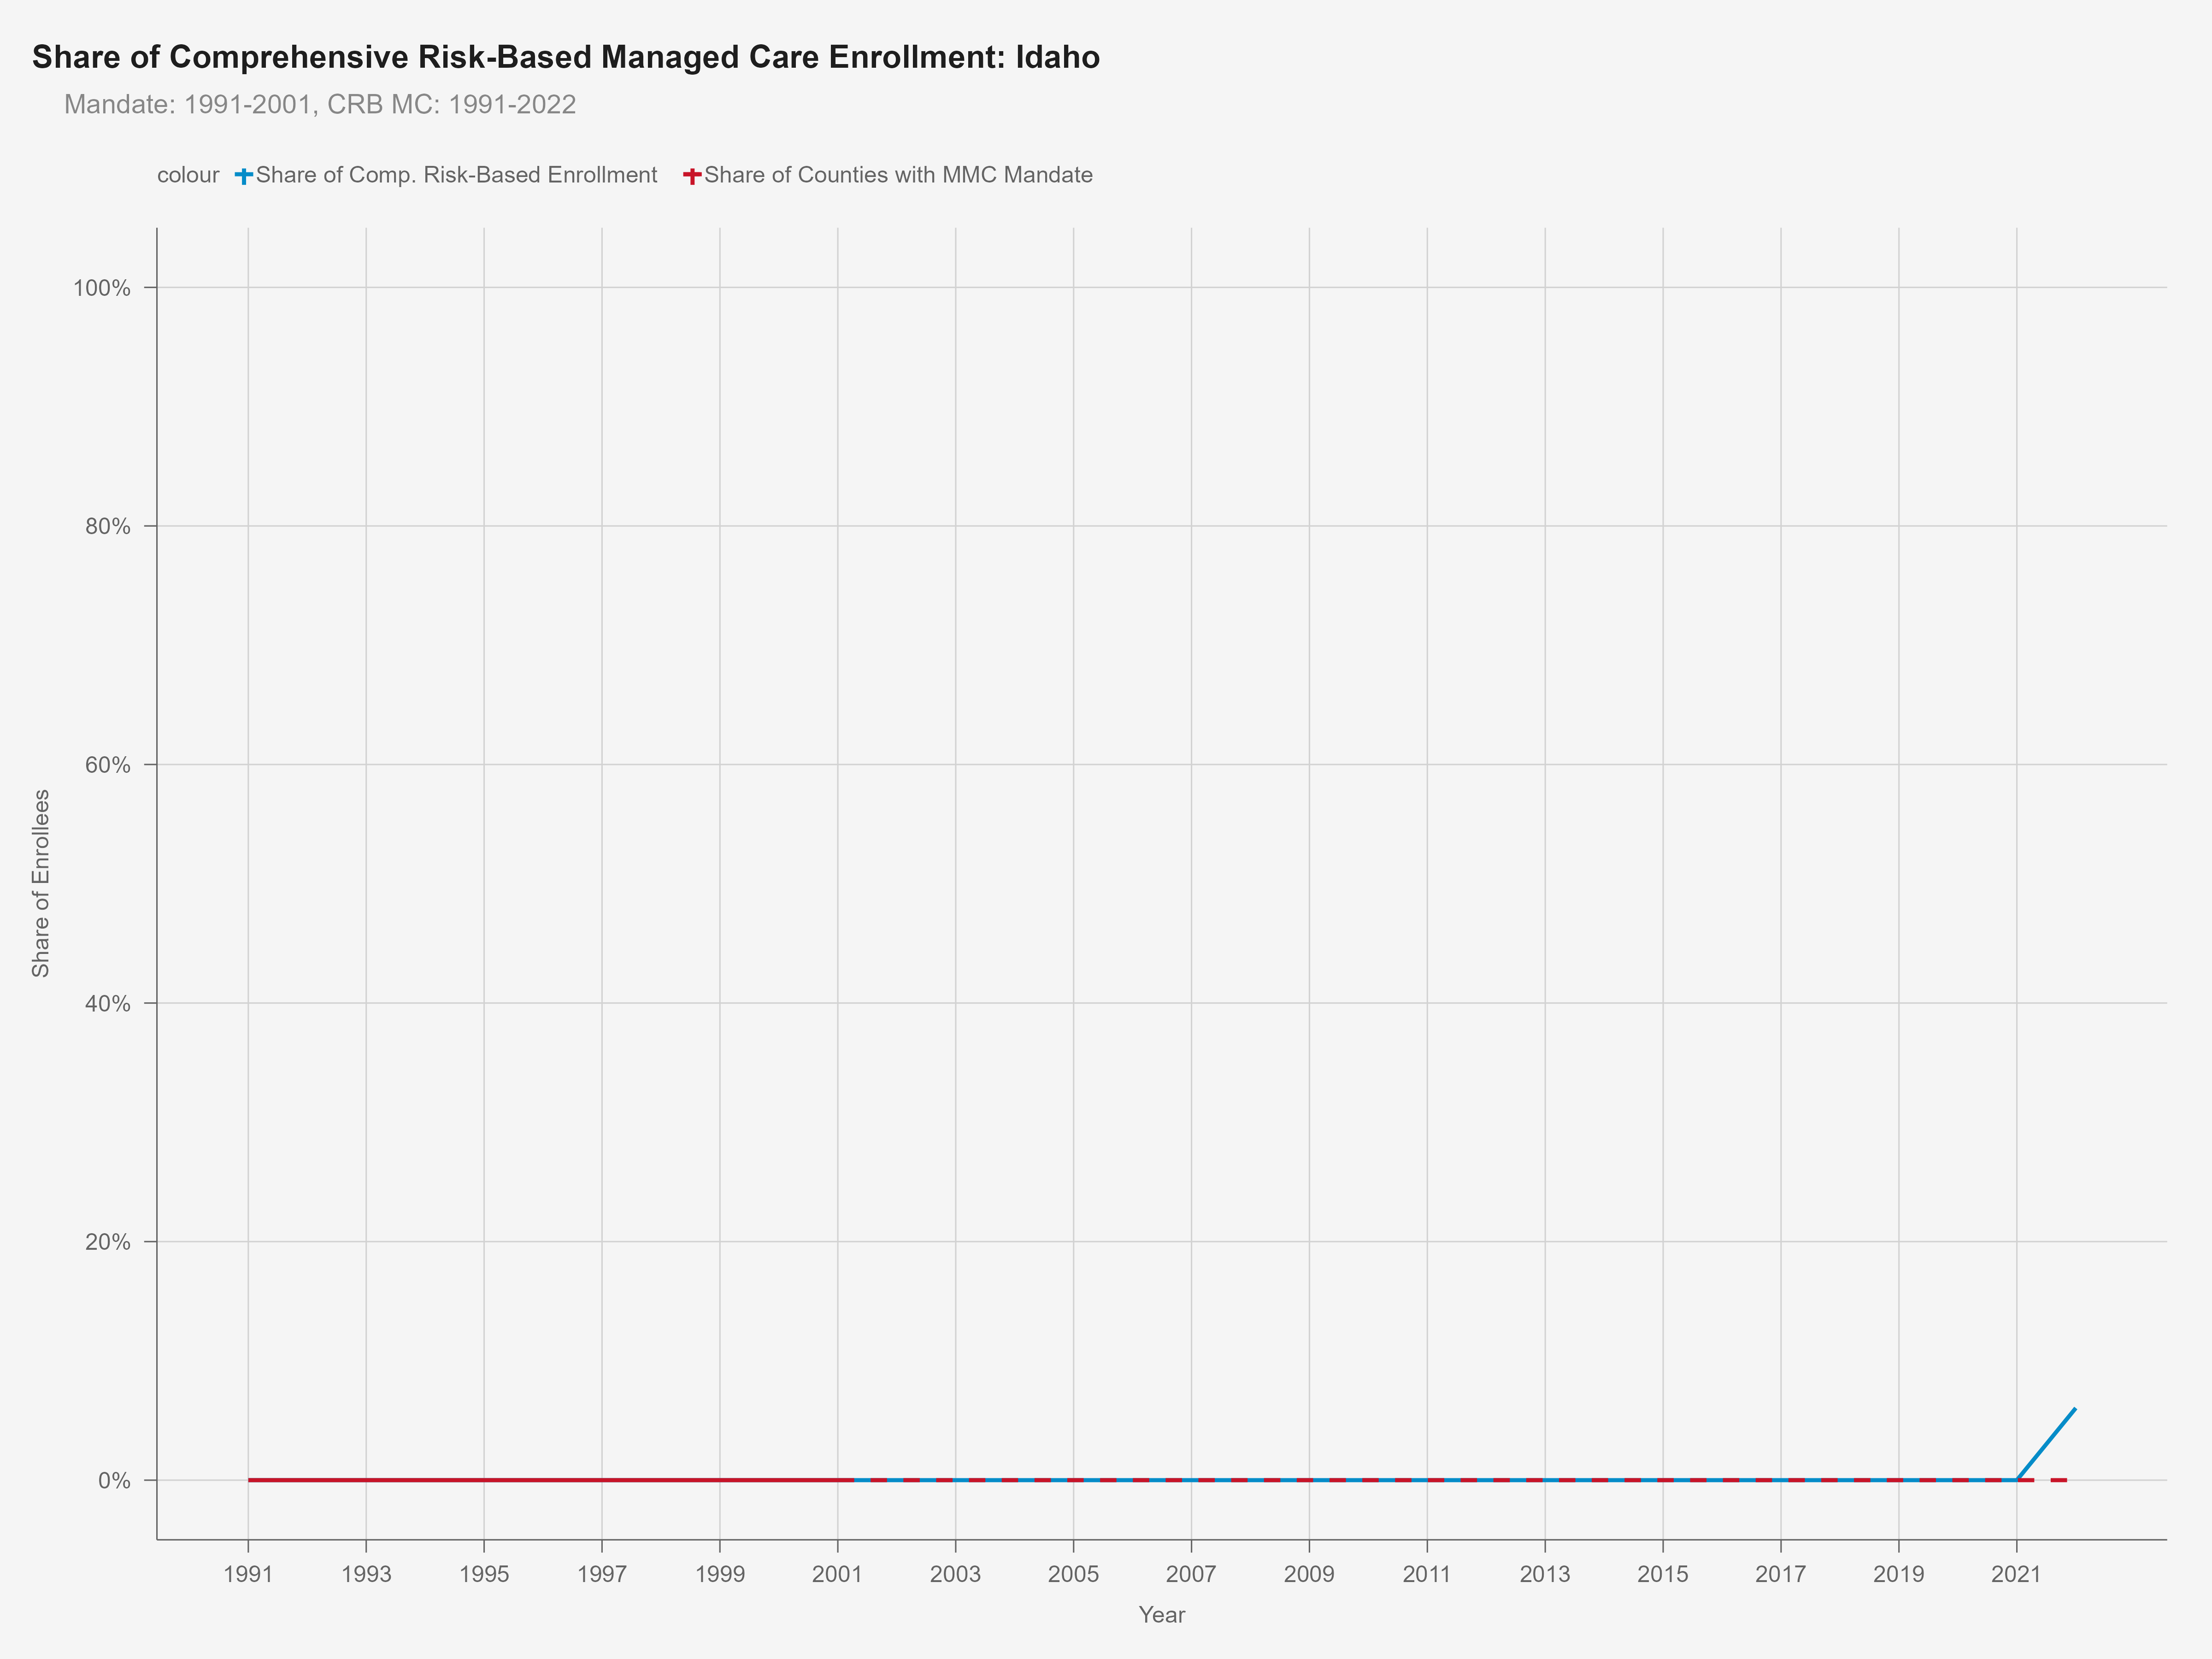 Share of Comprehensive Risk-Based Managed Care Enrollment: Idaho
Mandate: 1991-2001, CRB MC: 1991-2022
colour Share of Comp. Risk-Based Enrollment Share of Counties with MMC Mandate
100%
80%
60%
40%
20%
0%
Share of Enrollees
1991 1993 1995 1997 1999 2001 2003 2005 2007 2009 2011 2013 2015 2017 2019 2021
Year